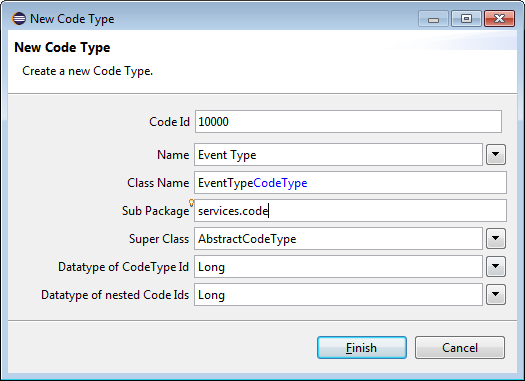 New Code Type
New Code Type
Create a new Code Type.
Code Id 10000
Name Event Type
Class Name EventTypeCodeType
Sub Package services.code
Super Class AbstractCodeType
Datatype of CodeType Id Long
Datatype of nested Code Ids Long
Finish Cancel